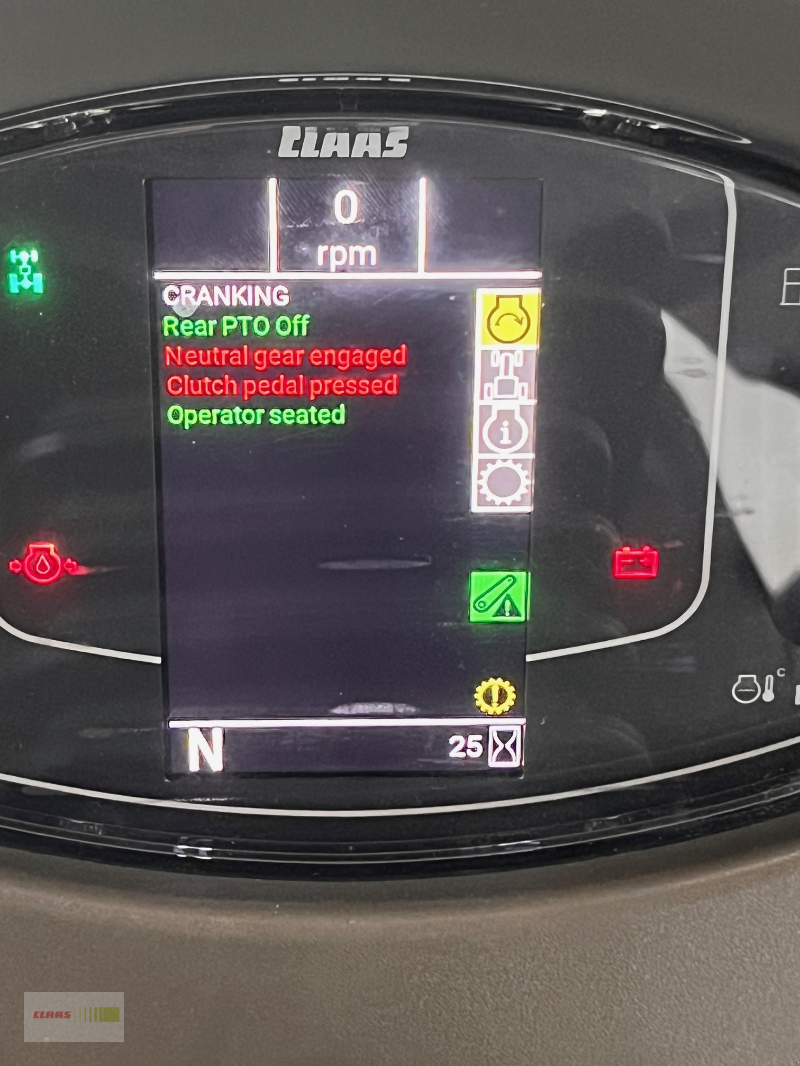 CLAAS
0
rpm
CRANKING
Rear PTO Off
Neutral gear engaged
Clutch pedal pressed
Operator seated
N
25
C
CLAAS